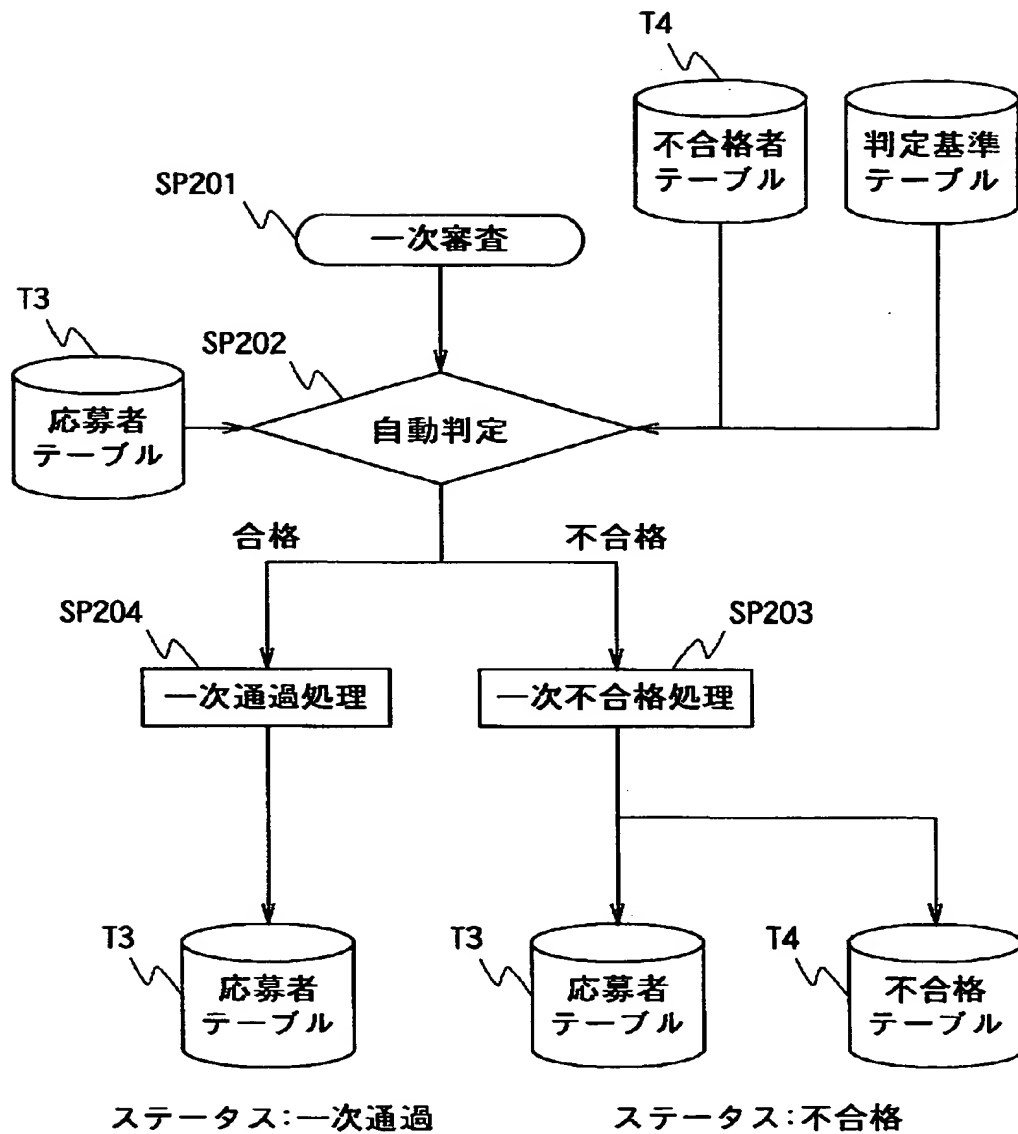 T4
不合格者
テーブル
判定基準
テーブル
SP201
一次審査
T3
SP202
応募者
テーブル
自動判定
合格
不合格
SP204
SP203
一次通過処理
一次不合格処理
T3
応募者
テーブル
T3
応募者
テーブル
T4
不合格
テーブル
ステータス:一次通過
ステータス:不合格